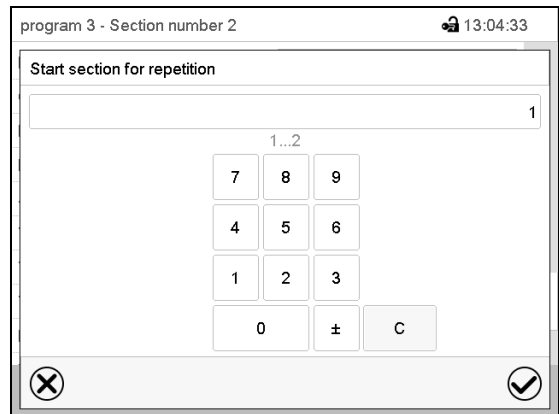 program 3 - Section number 2 13:04:33
Start section for repetition
1
1...2
7 8 9
4 5 6
1 2 3
0 ± C